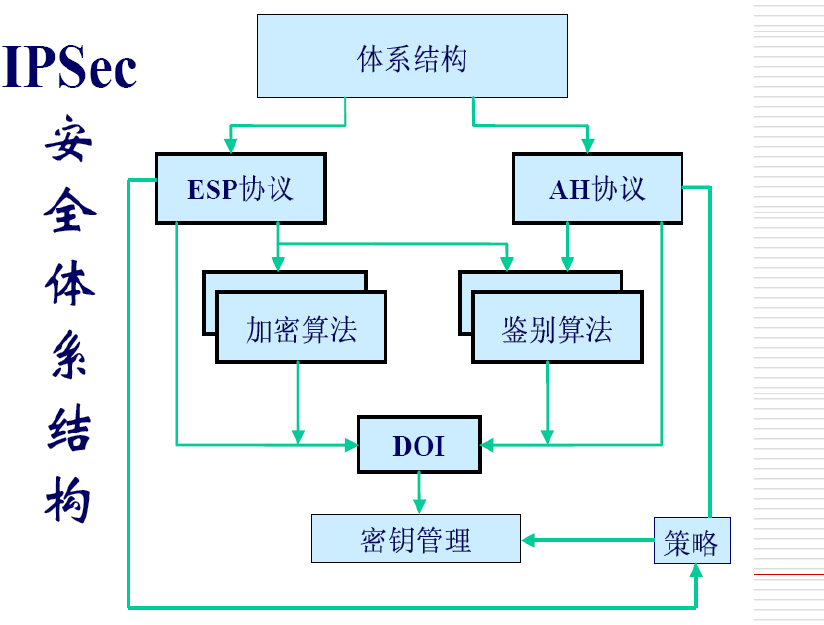 IPSec
安
全
体
系
结
构
体系结构
ESP协议
AH协议
加密算法
鉴别算法
DOI
密钥管理
策略